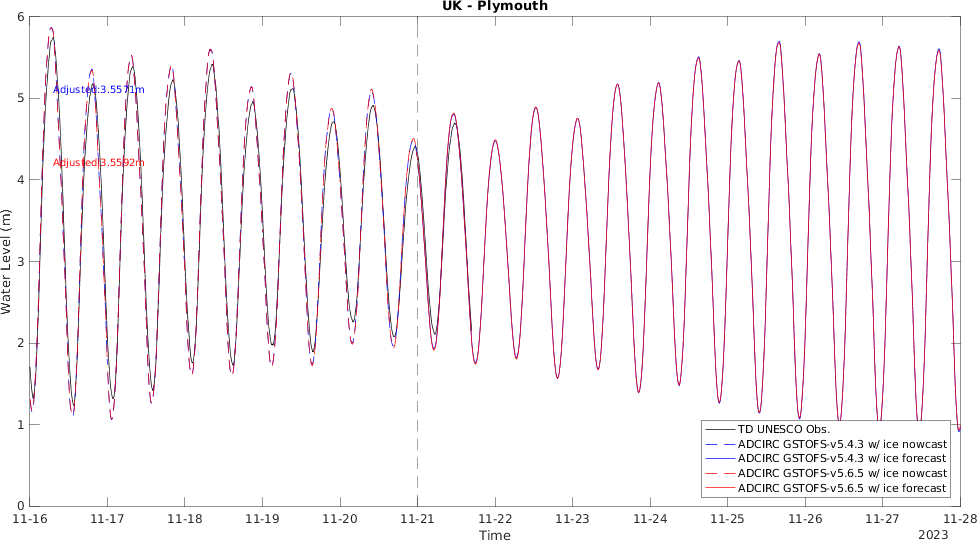 UK - Plymouth
6
5
4
3
2
1
0
Water Level (m)
Adjusted:3.5571m
Adjusted:3.5592m
TD UNESCO Obs.
ADCIRC GSTOFS-v5.4.3 w/ ice nowcast
ADCIRC GSTOFS-v5.4.3 w/ ice forecast
ADCIRC GSTOFS-v5.6.5 w/ ice nowcast
ADCIRC GSTOFS-v5.6.5 w/ ice forecast
11-16 11-17 11-18 11-19 11-20 11-21 11-22 11-23 11-24 11-25 11-26 11-27 11-28
Time
2023